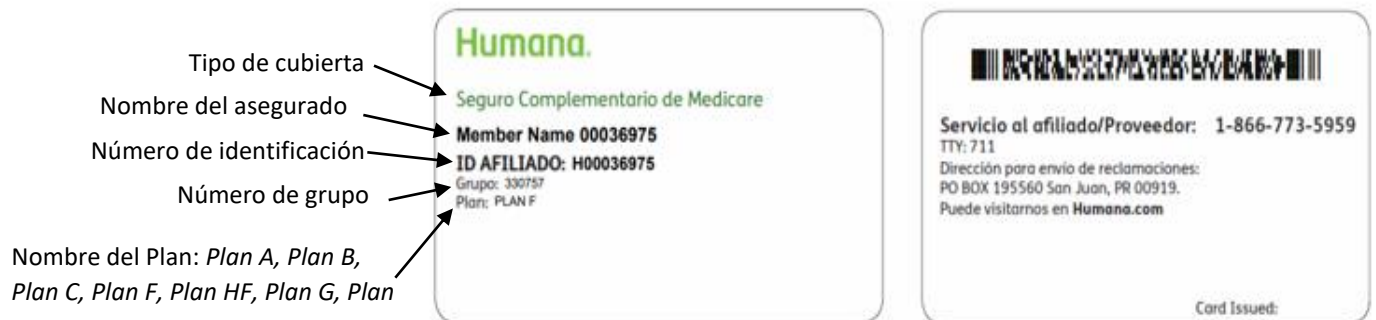 Tipo de cubierta
Nombre del asegurado
Número de identificación
Número de grupo
Nombre del Plan: Plan A, Plan B,
Plan C, Plan F, Plan HF, Plan G, Plan
Humana.
Seguro Complementario de Medicare
Member Name 00036975
ID AFILIADO: H00036975
Grupo: 330757
Plan: PLAN F
Servicio al afiliado/Proveedor: 1-866-773-5959
TTY: 711
Dirección para envío de reclamaciones:
PO BOX 195560 San Juan, PR 00919.
Puede visitarnos en Humana.com
Card Issued: